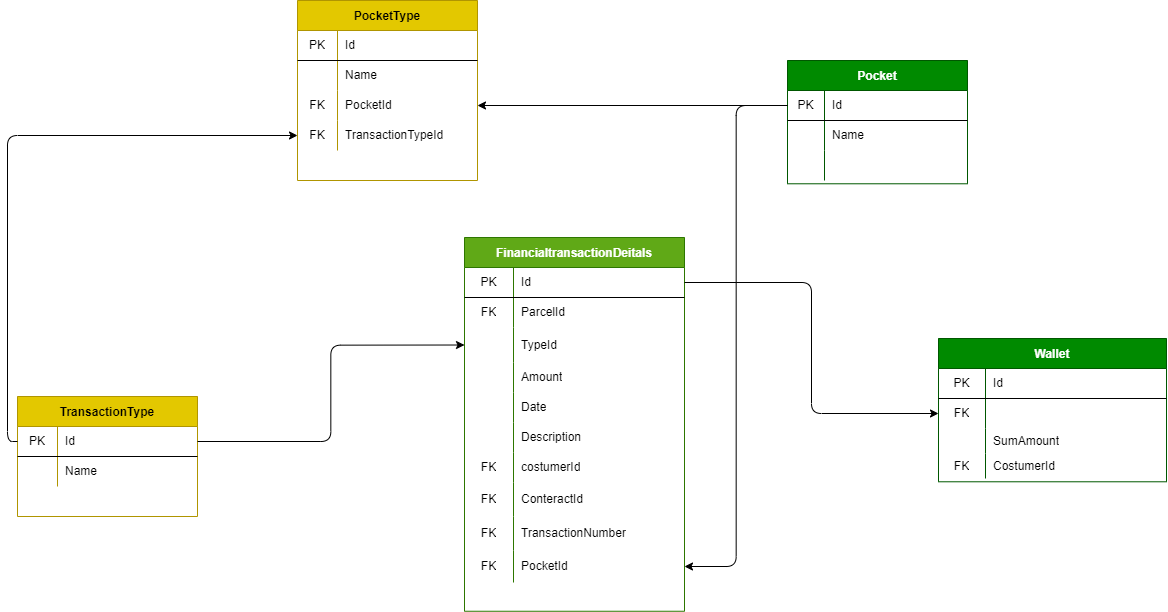 PocketType
PK Id
Name
FK PocketId
FK TransactionTypeId
Pocket
PK Id
Name
FinancialtransactionDeitals
PK Id
FK ParcelId
TypeId
Amount
Date
Description
FK costumerId
FK ConteractId
FK TransactionNumber
FK PocketId
Wallet
PK Id
FK
SumAmount
FK CostumerId
TransactionType
PK Id
Name